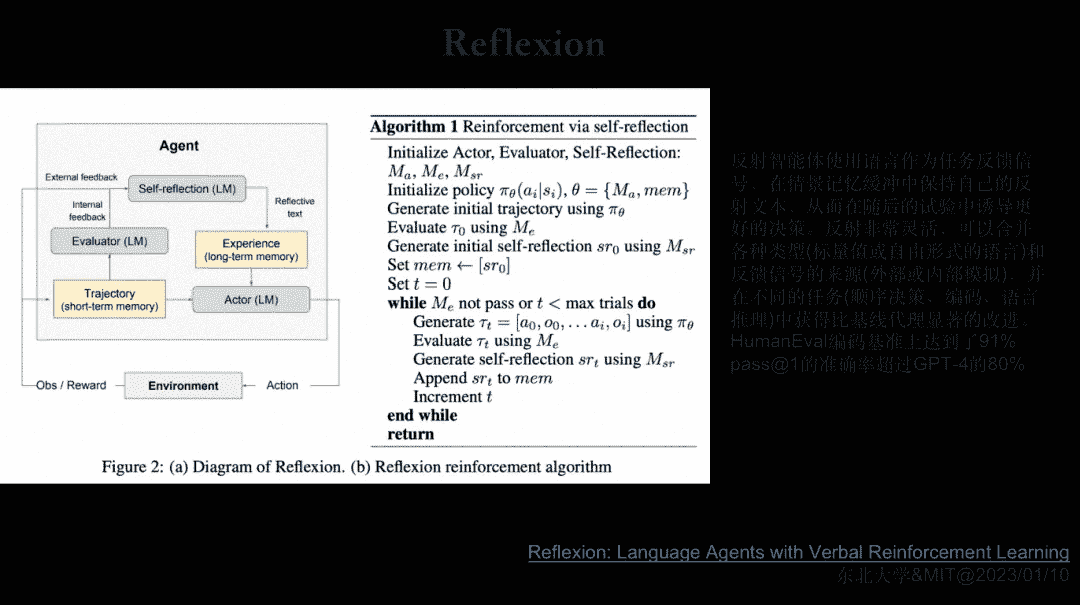 Reflexion
Agent
External feedback
Self-reflection (LM)
Internal
feedback
Reflective
text
Evaluator (LM)
Experience
(long-term memory)
Trajectory
(short-term memory)
Actor (LM)
Obs / Reward
Environment
Action
Algorithm 1 Reinforcement via self-reflection
Initialize Actor, Evaluator, Self-Reflection:
Mₐ, Mₑ, Mₛᵣ
Initialize policy π_θ(aᵢ|sᵢ), θ = {Mₐ, mem}
Generate initial trajectory using π_θ
Evaluate τ₀ using Mₑ
Generate initial self-reflection sr₀ using Mₛᵣ
Set mem ← [sr₀]
Set t = 0
while Mₑ not pass or t < max trials do
Generate τₜ = [a₀, o₀, . . . aᵢ, oᵢ] using π_θ
Evaluate τₜ using Mₑ
Generate self-reflection srₜ using Mₛᵣ
Append srₜ to mem
Increment t
end while
return
Figure 2: (a) Diagram of Reflexion. (b) Reflexion reinforcement algorithm
反射智能体使用语言作为任务反馈信
号，在情景记忆缓冲中保持自己的反
射文本，从而在随后的试验中诱导更
好的决策。反射非常灵活，可以合并
各种类型(标量值或自由形式的语言)和
反馈信号的来源(外部或内部模拟)，并
在不同的任务(顺序决策、编码、语言
推理)中获得比基线代理显著的改进。
HumanEval编码基准上达到了91%
pass@1的准确率超过GPT-4的80%
Reflexion: Language Agents with Verbal Reinforcement Learning
东北大学&MIT@2023/01/10